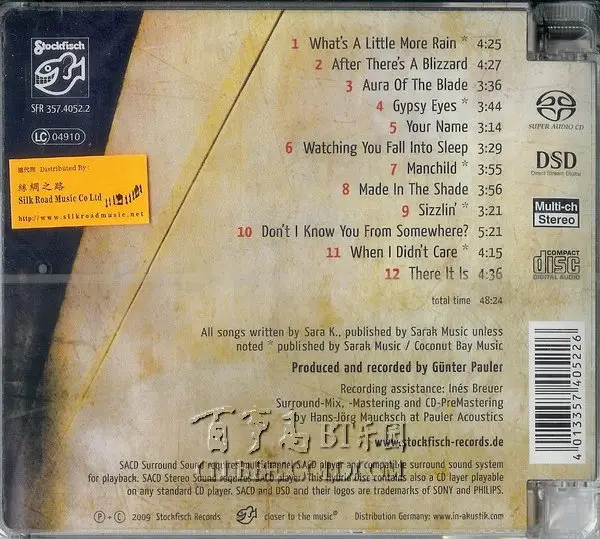 Stockfisch
SFR 357.4052.2
LC 04910
總代理 Distributed By:
絲綢之路
Silk Road Music Co Ltd
http://www.silkroadmusic.net
1 What's A Little More Rain * 4:25
2 After There's A Blizzard 4:27
3 Aura Of The Blade 3:36
4 Gypsy Eyes * 3:44
5 Your Name 3:14
6 Watching You Fall Into Sleep 3:29
7 Manchild * 3:55
8 Made In The Shade 3:56
9 Sizzlin' * 3:21
10 Don't I Know You From Somewhere? 5:21
11 When I Didn't Care * 4:15
12 There It Is 4:36
total time 48:24
SUPER AUDIO CD
DSD
Direct Stream Digital
Multi-ch
Stereo
COMPACT
disc
DIGITAL AUDIO
All songs written by Sara K., published by Sarak Music unless
noted * published by Sarak Music / Coconut Bay Music
Produced and recorded by Günter Pauler
Recording assistance: Inés Breuer
Surround-Mix, -Mastering and CD-PreMastering
by Hans-Jörg Maucksch at Pauler Acoustics
www.stockfisch-records.de
4 013357 405226
SACD Surround Sound requires multichannel SACD player and compatible surround sound system
for playback. SACD Stereo Sound requires SACD player. This Hybrid Disc contains also a CD layer playable
on any standard CD player. SACD and DSD and their logos are trademarks of SONY and PHILIPS.
P + C 2009 Stockfisch Records closer to the music® Distribution Germany: www.in-akustik.com